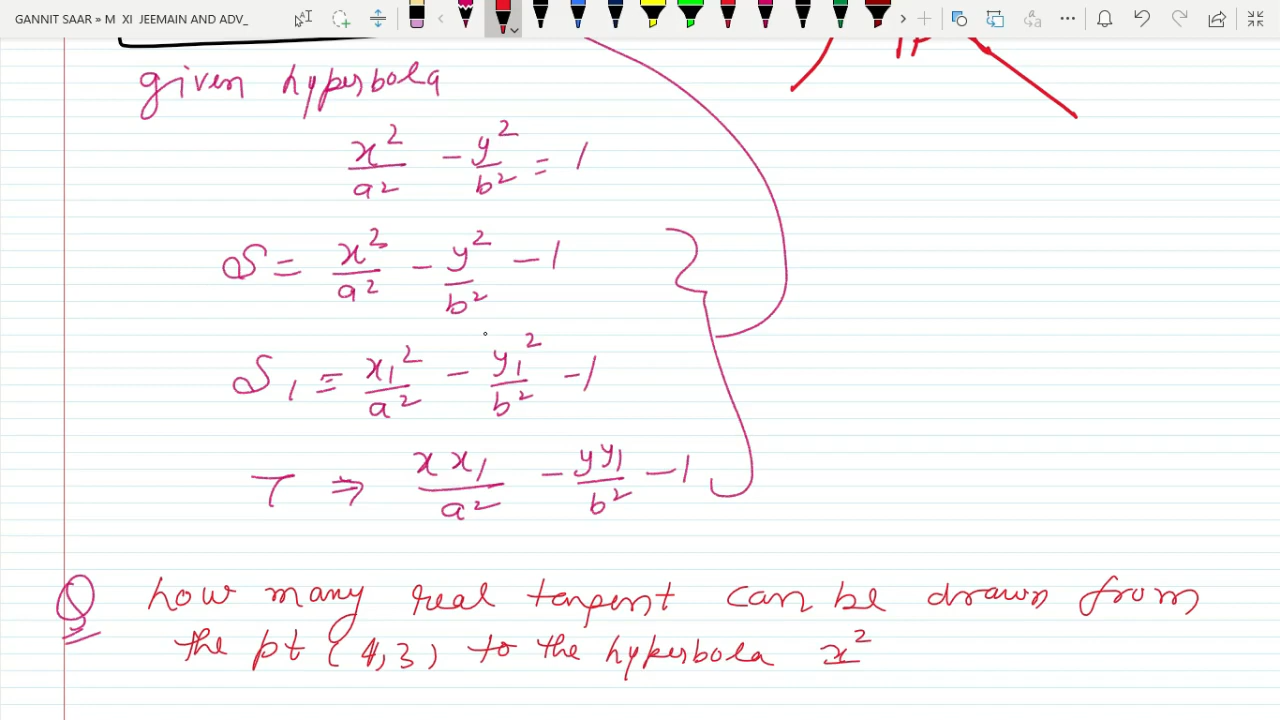 GANNIT SAAR » M XI JEEMAIN AND ADV_
given hyperbola
x²/a² - y²/b² = 1
S = x²/a² - y²/b² - 1
S₁ = x₁²/a² - y₁²/b² - 1
T ⇒ xx₁/a² - yy₁/b² - 1
Q how many real tangent can be drawn from
the pt (4,3) to the hyperbola x²